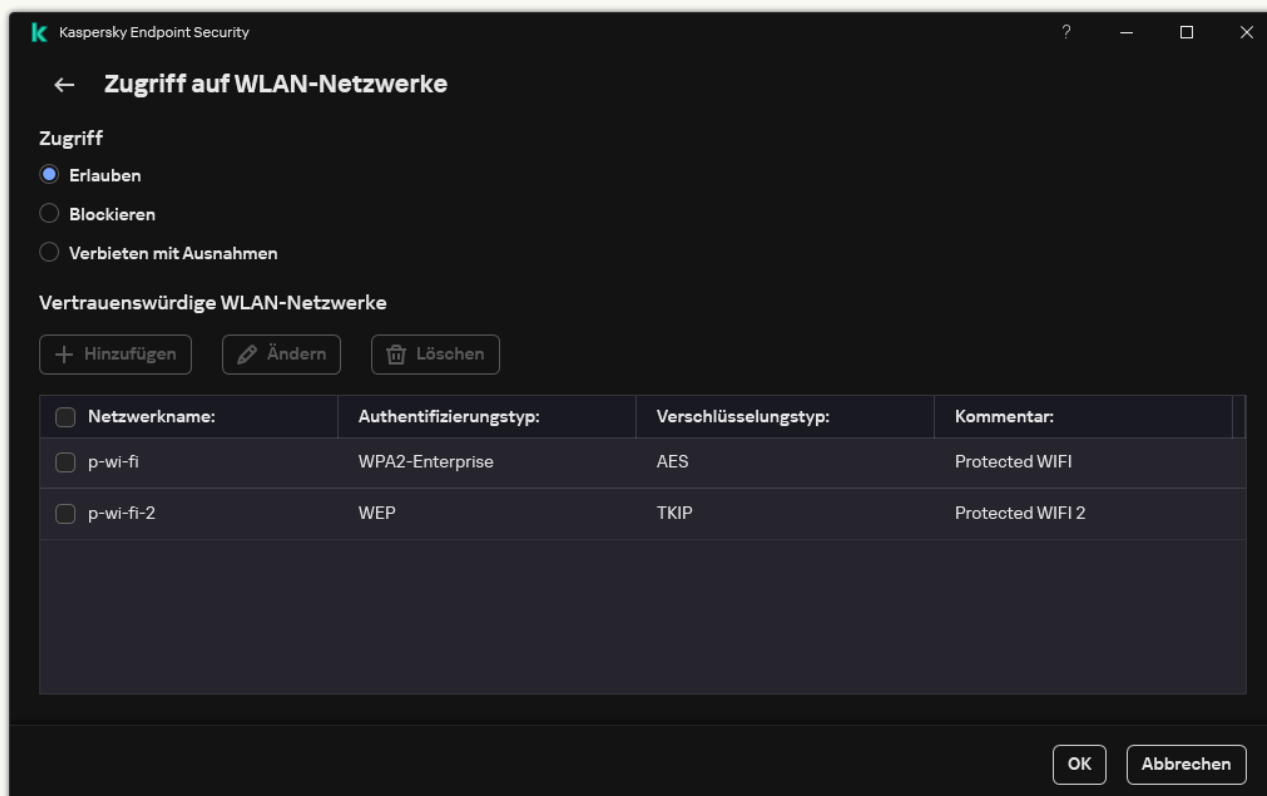 Kaspersky Endpoint Security ?
Zugriff auf WLAN-Netzwerke
Zugriff
Erlauben
Blockieren
Verbieten mit Ausnahmen
Vertrauenswürdige WLAN-Netzwerke
Hinzufügen Ändern Löschen
Netzwerkname: Authentifizierungstyp: Verschlüsselungstyp: Kommentar:
p-wi-fi WPA2-Enterprise AES Protected WIFI
p-wi-fi-2 WEP TKIP Protected WIFI 2
OK Abbrechen